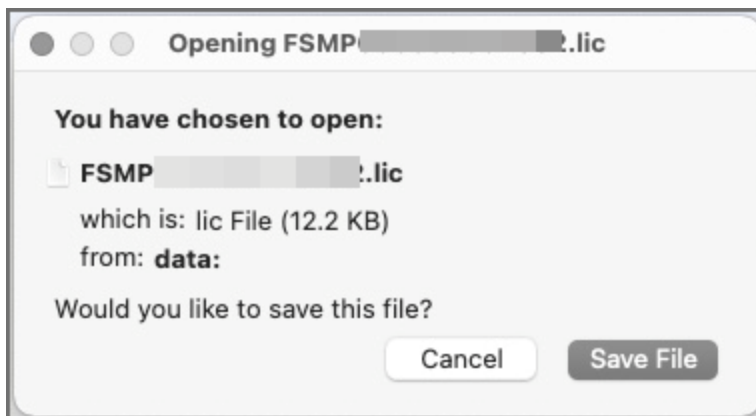 Opening FSMP .lic
You have chosen to open:
FSMP .lic
which is: lic File (12.2 KB)
from: data:
Would you like to save this file?
Cancel
Save File